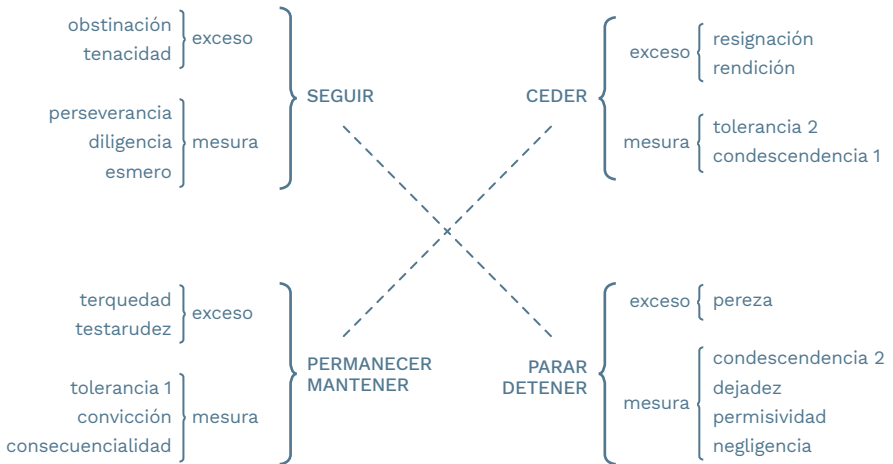 obstinación
tenacidad
exceso
perseverancia
diligencia
esmero
mesura
SEGUIR
CEDER
exceso
resignación
rendición
mesura
tolerancia 2
condescendencia 1
terquedad
testarudez
exceso
tolerancia 1
convicción
consecuencialidad
mesura
PERMANECER
MANTENER
PARAR
DETENER
exceso
pereza
mesura
condescendencia 2
dejadez
permisividad
negligencia